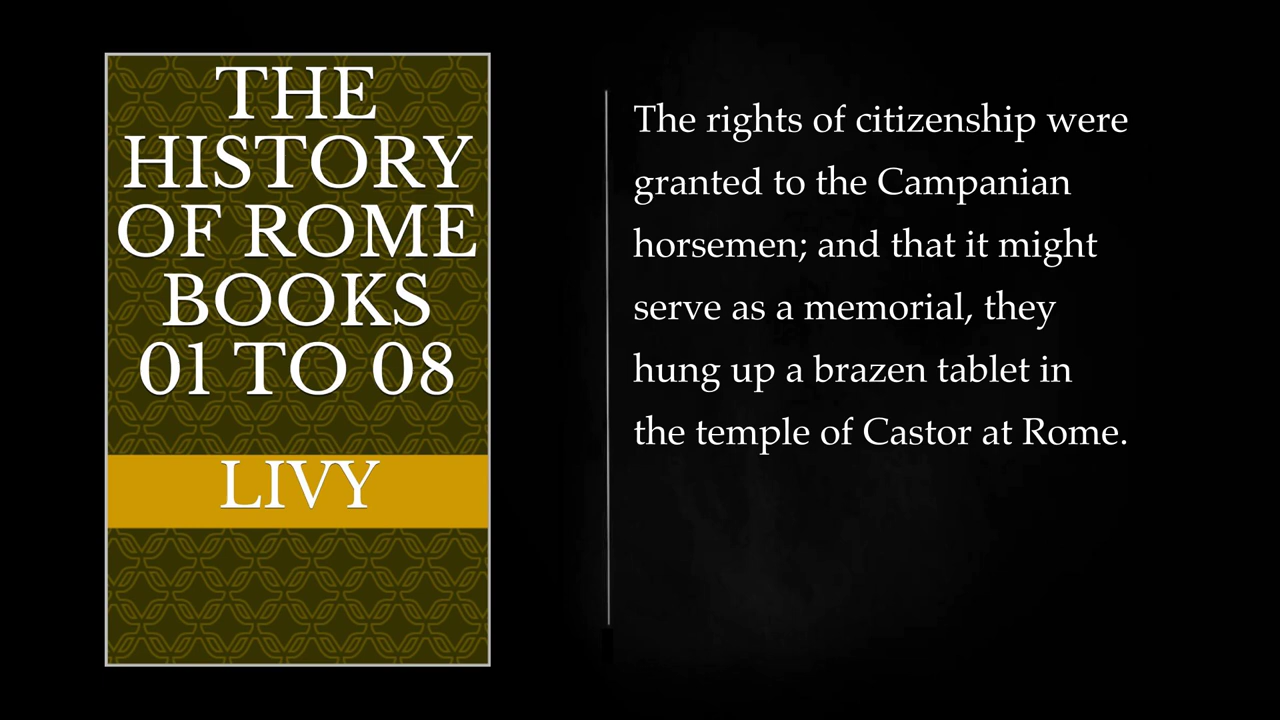 THE
HISTORY
OF ROME
BOOKS
01 TO 08
LIVY
The rights of citizenship were
granted to the Campanian
horsemen; and that it might
serve as a memorial, they
hung up a brazen tablet in
the temple of Castor at Rome.